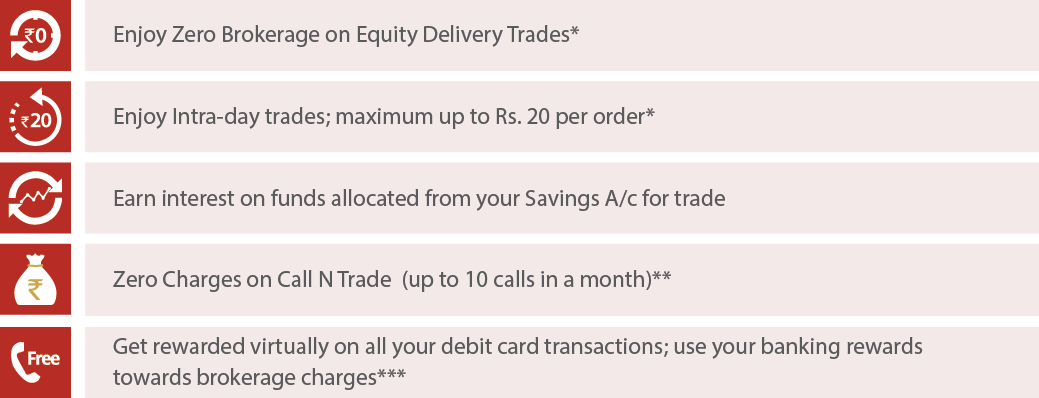 ₹0
Enjoy Zero Brokerage on Equity Delivery Trades*
₹20
Enjoy Intra-day trades; maximum up to Rs. 20 per order*
Earn interest on funds allocated from your Savings A/c for trade
₹
Zero Charges on Call N Trade (up to 10 calls in a month)**
Free
Get rewarded virtually on all your debit card transactions; use your banking rewards
towards brokerage charges***